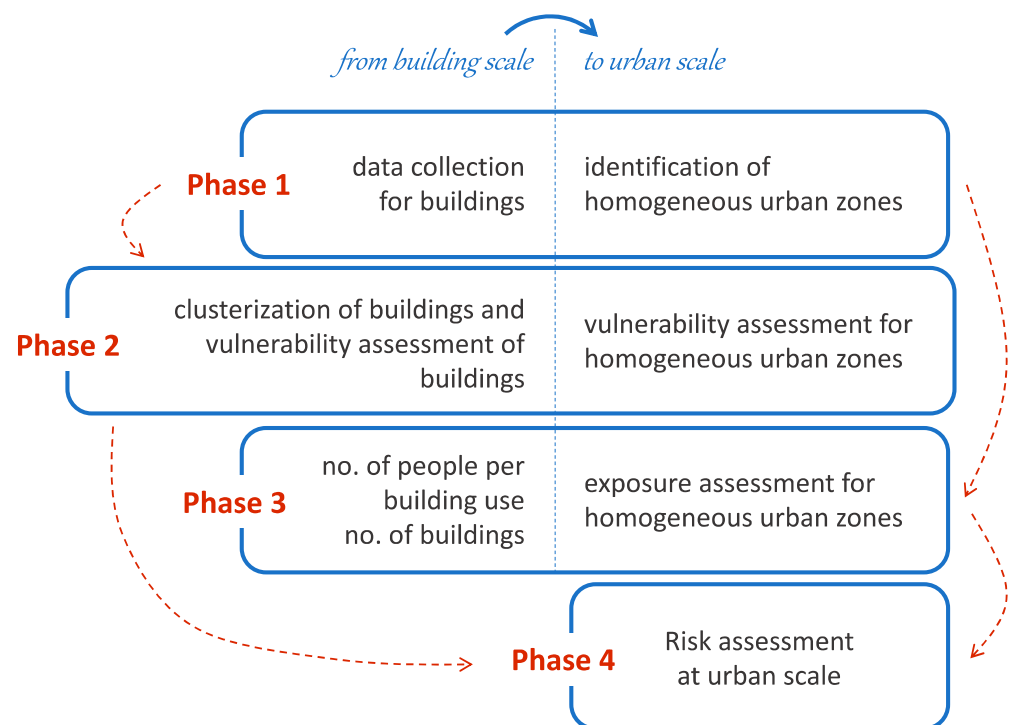 from building scale
to urban scale
Phase 1
data collection
for buildings
identification of
homogeneous urban zones
Phase 2
clusterization of buildings and
vulnerability assessment of
buildings
vulnerability assessment for
homogeneous urban zones
Phase 3
no. of people per
building use
no. of buildings
exposure assessment for
homogeneous urban zones
Phase 4
Risk assessment
at urban scale